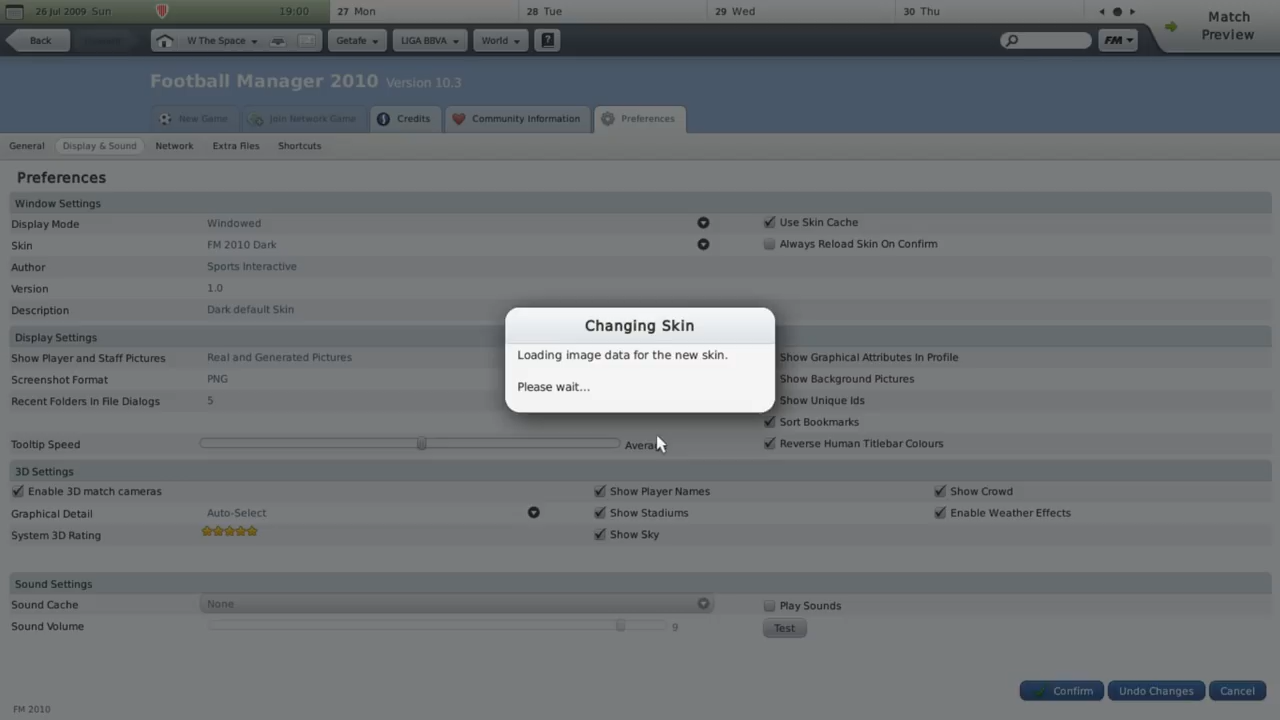 26 Jul 2009 Sun 19:00 27 Mon 28 Tue 29 Wed 30 Thu Match Preview
Back W The Space Getafe LIGA BBVA World ? FM
Football Manager 2010 Version 10.3
New Game Join Network Game Credits Community Information Preferences
General Display & Sound Network Extra Files Shortcuts
Preferences
Window Settings
Display Mode Windowed Use Skin Cache
Skin FM 2010 Dark Always Reload Skin On Confirm
Author Sports Interactive
Version 1.0
Description Dark default Skin
Changing Skin
Loading image data for the new skin.
Please wait...
Display Settings
Show Player and Staff Pictures Real and Generated Pictures Show Graphical Attributes In Profile
Screenshot Format PNG Show Background Pictures
Recent Folders In File Dialogs 5 Show Unique Ids
Sort Bookmarks
Tooltip Speed Reverse Human Titlebar Colours
3D Settings
Enable 3D match cameras Show Player Names Show Crowd
Graphical Detail Auto-Select Show Stadiums Enable Weather Effects
System 3D Rating Show Sky
Sound Settings
Sound Cache None Play Sounds
Sound Volume 9 Test
Confirm Undo Changes Cancel
FM 2010